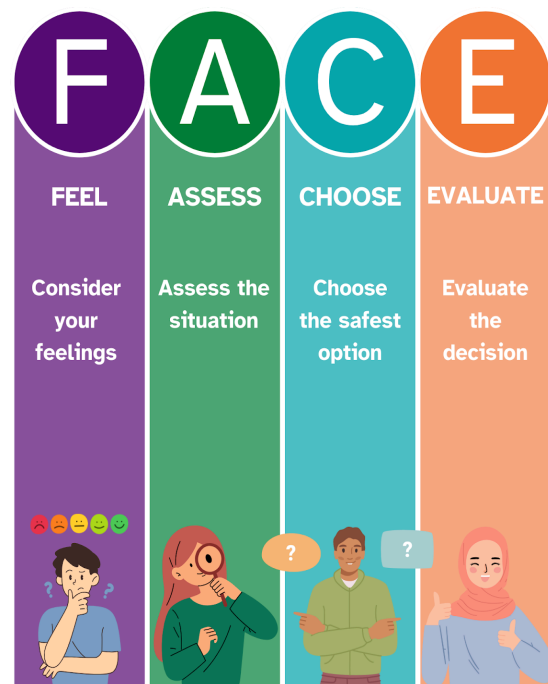 F A C E
FEEL
Consider
your
feelings
? ?
ASSESS
Assess the
situation
CHOOSE
Choose
the safest
option
? ?
EVALUATE
Evaluate
the
decision